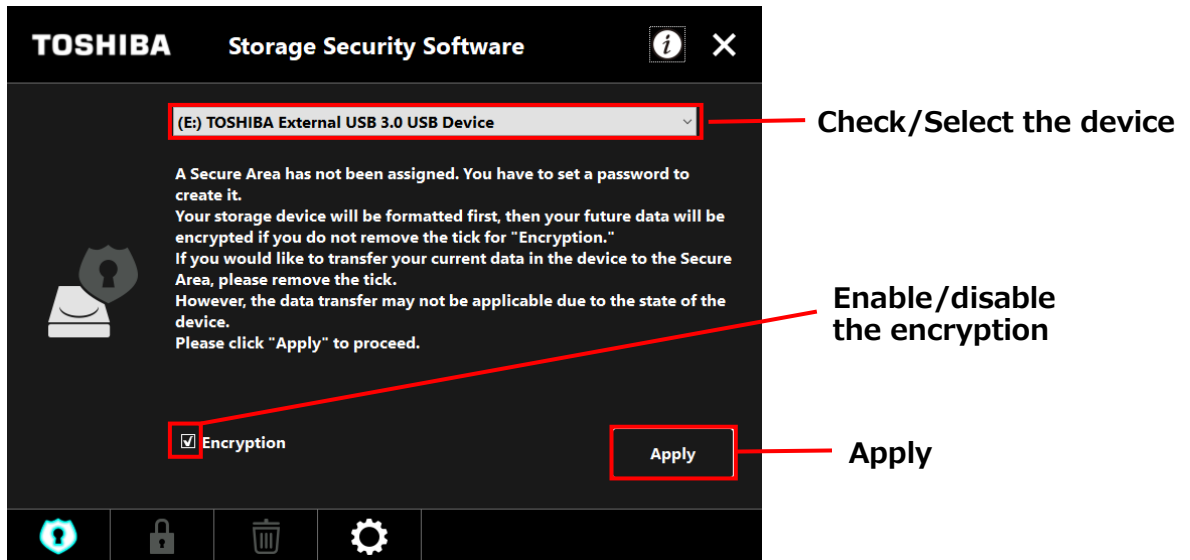 TOSHIBA Storage Security Software
(E:) TOSHIBA External USB 3.0 USB Device
Check/Select the device
A Secure Area has not been assigned. You have to set a password to
create it.
Your storage device will be formatted first, then your future data will be
encrypted if you do not remove the tick for "Encryption."
If you would like to transfer your current data in the device to the Secure
Area, please remove the tick.
However, the data transfer may not be applicable due to the state of the
device.
Please click "Apply" to proceed.
Enable/disable
the encryption
Encryption
Apply
Apply